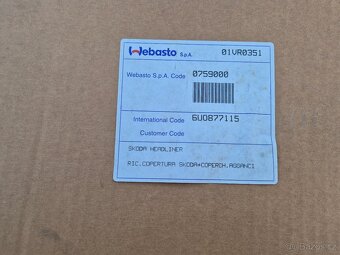 Webasto S.p.A. 01VR0351
Webasto S.p.A. Code 0759000
International Code 6U0877115
Customer Code
SKODA HEADLINER
RIC.COPERTURA SKODA+COPERCH.AGGANCI